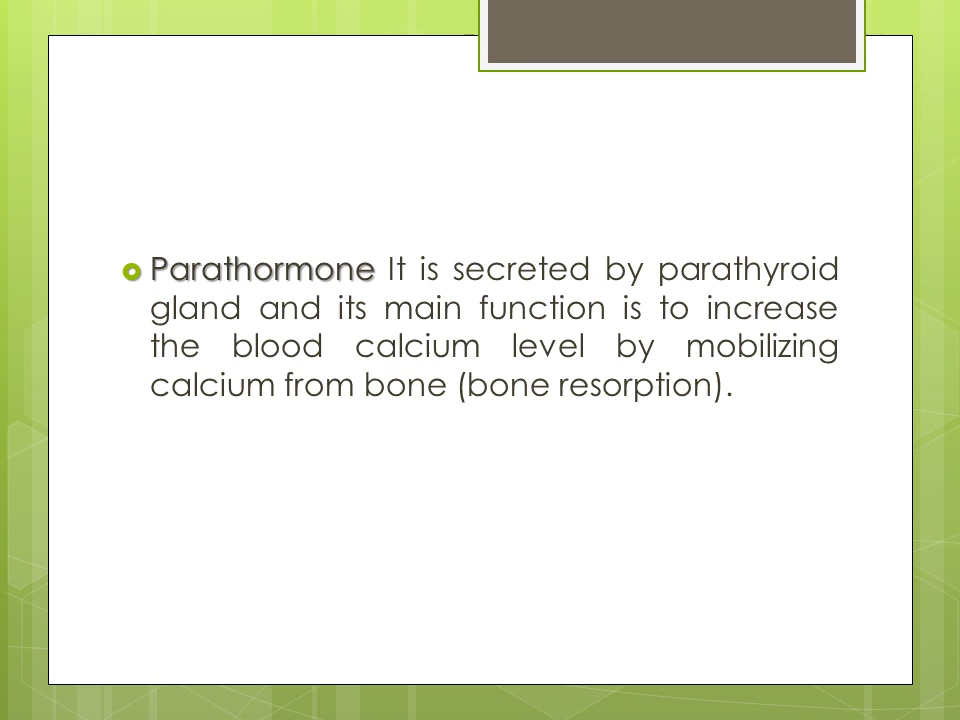 Parathormone It is secreted by parathyroid
gland and its main function is to increase
the blood calcium level by mobilizing
calcium from bone (bone resorption).